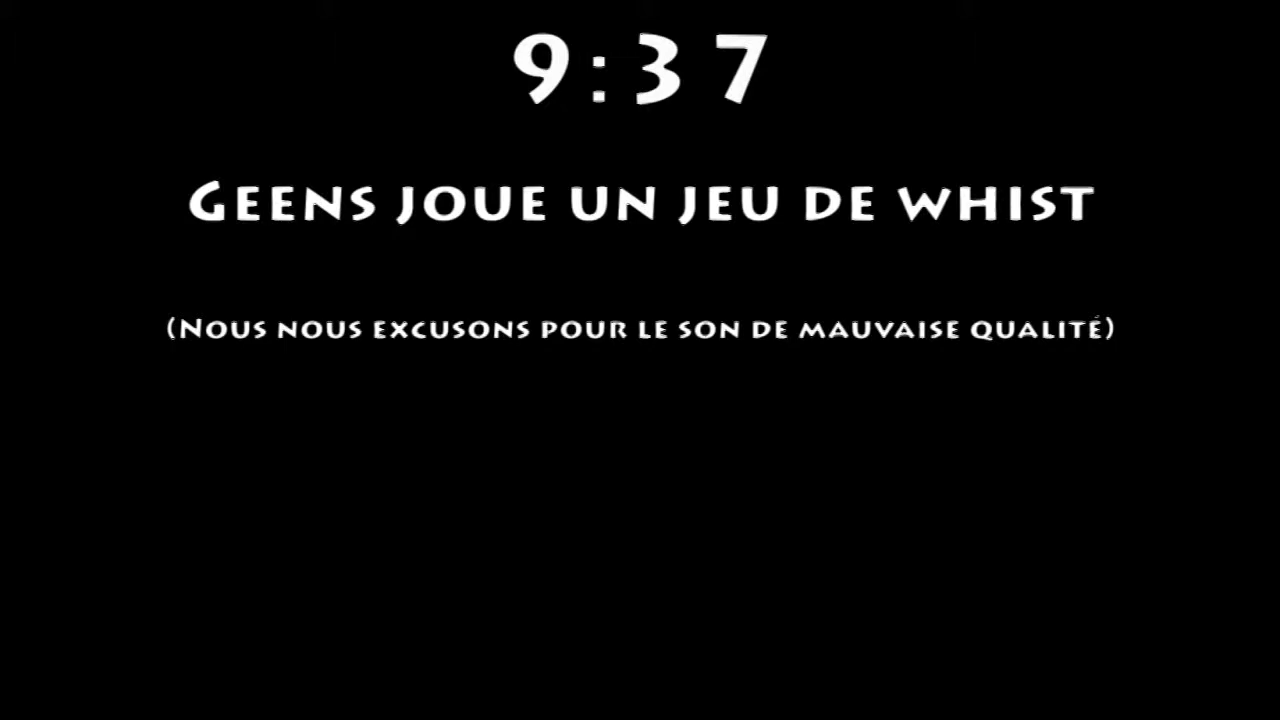 9:37
Geens joue un jeu de whist
(Nous nous excusons pour le son de mauvaise qualité)